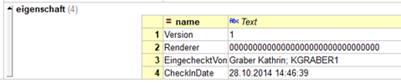 eigenschaft (4)
= name Abc Text
1 Version 1
2 Renderer 00000000000000000000000000000000
3 EingechecktVon Graber Kathrin; KGRABER1
4 CheckInDate 28.10.2014 14:46:39